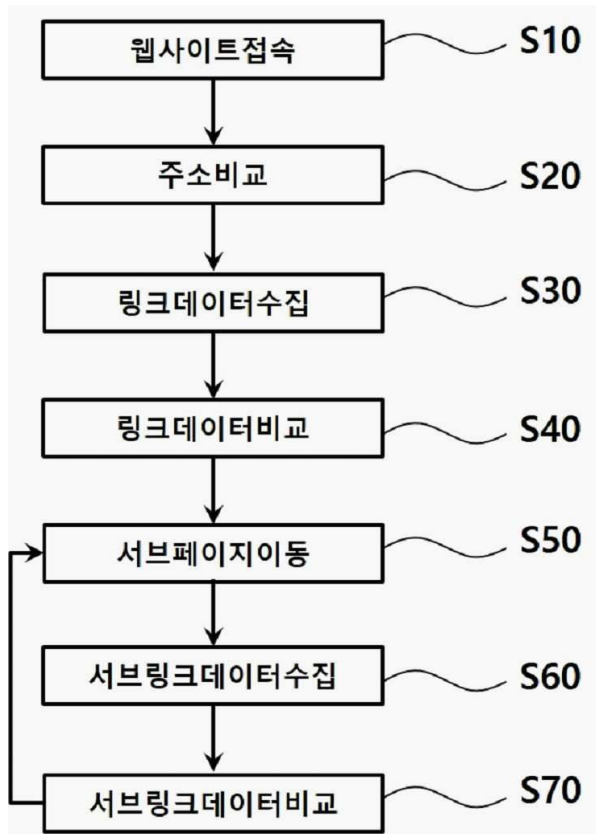 웹사이트접속 S10
주소비교 S20
링크데이터수집 S30
링크데이터비교 S40
서브페이지이동 S50
서브링크데이터수집 S60
서브링크데이터비교 S70